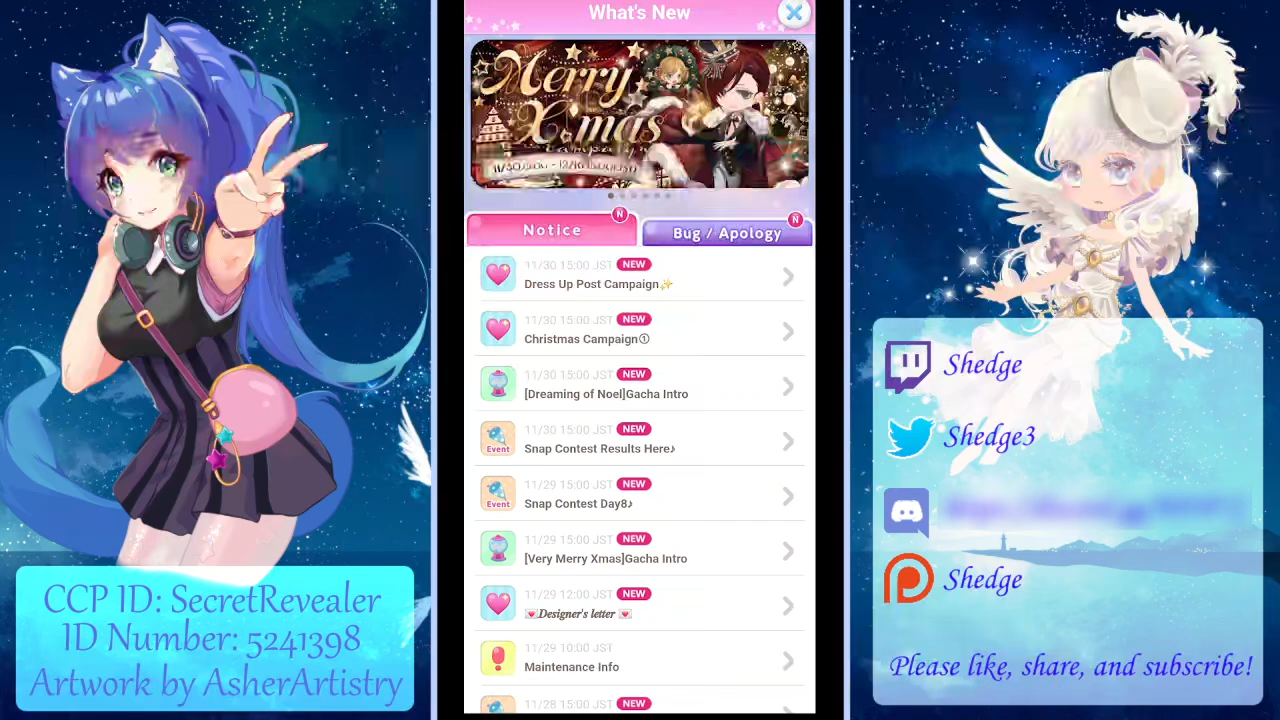 What's New
Merry
X.mas
Campaign
N
Notice
N
Bug / Apology
11/30 15:00 JST NEW
Dress Up Post Campaign✨
11/30 15:00 JST NEW
Christmas Campaign①
11/30 15:00 JST NEW
[Dreaming of Noel]Gacha Intro
11/30 15:00 JST NEW
Event
Snap Contest Results Here♪
11/29 15:00 JST NEW
Event
Snap Contest Day8♪
11/29 15:00 JST NEW
[Very Merry Xmas]Gacha Intro
11/29 12:00 JST NEW
💌Designer's letter 💌
11/29 10:00 JST
Maintenance Info
11/28 15:00 JST NEW
CCP ID: SecretRevealer
ID Number: 5241398
Artwork by AsherArtistry
Shedge
Shedge3
Shedge
Please like, share, and subscribe!